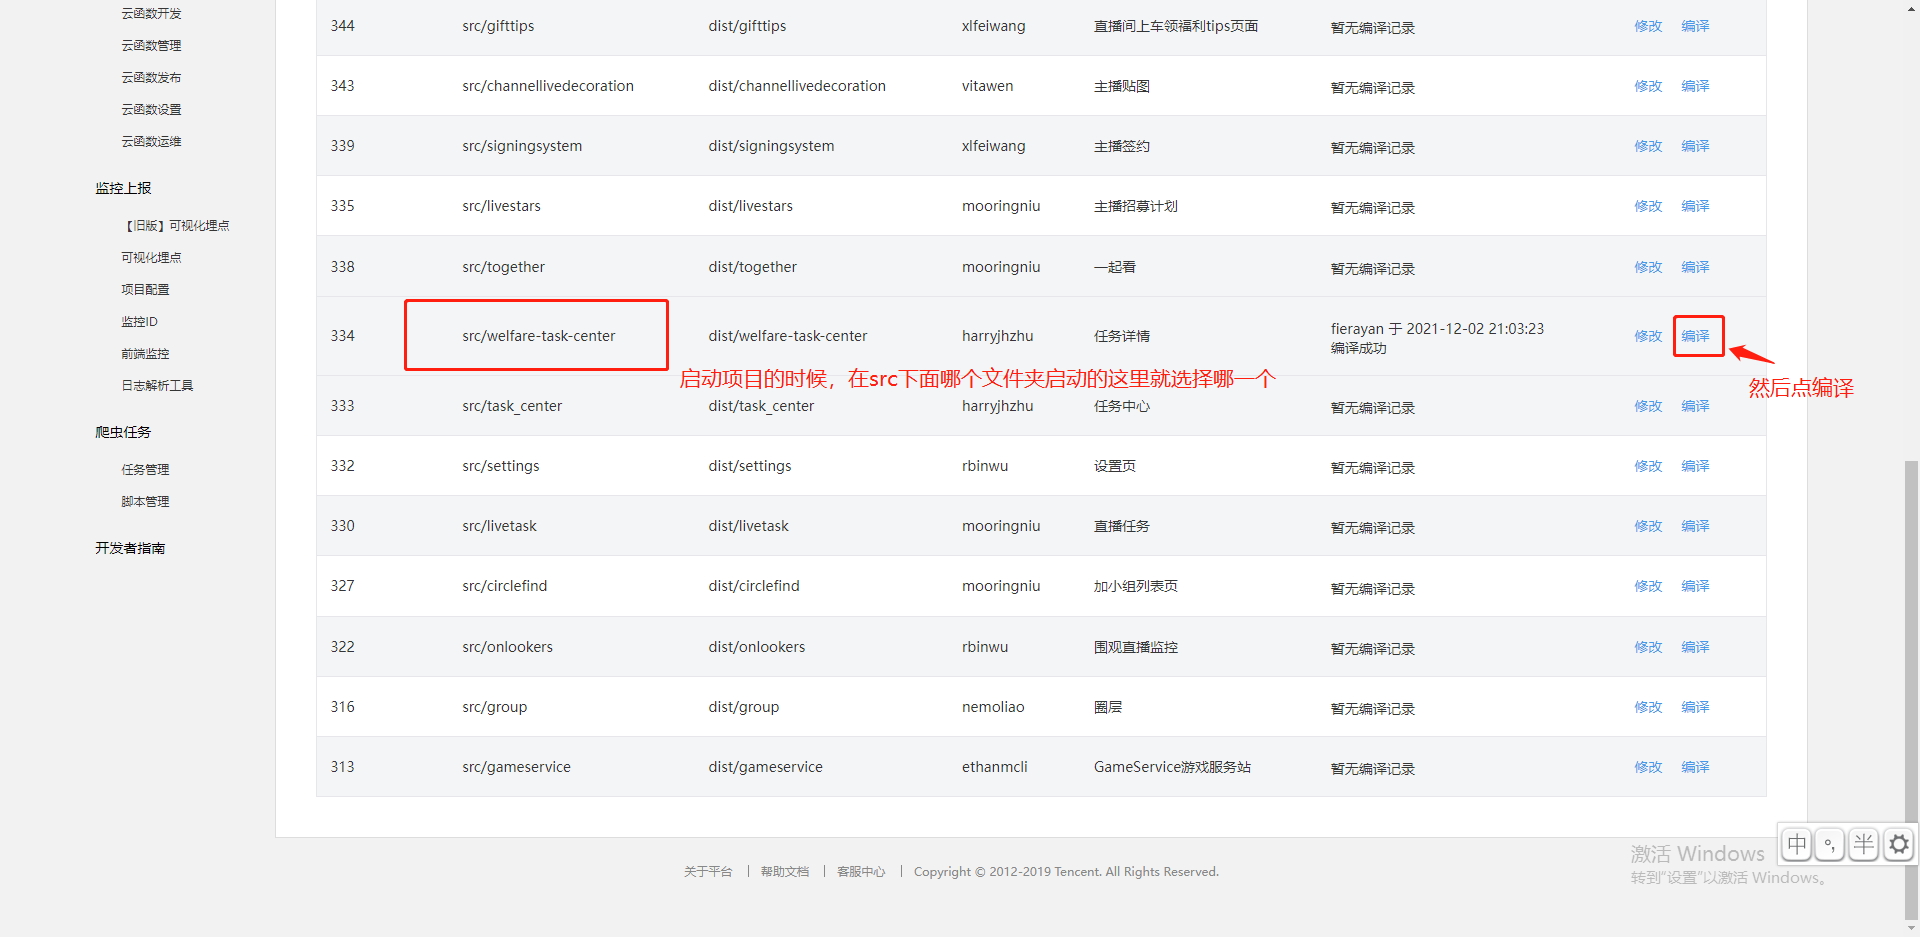 云函数开发
云函数管理
云函数发布
云函数设置
云函数运维
监控上报
【旧版】可视化埋点
可视化埋点
项目配置
监控ID
前端监控
日志解析工具
爬虫任务
任务管理
脚本管理
开发者指南
344 src/gifttips dist/gifttips xlfeiwang 直播间上车领福利tips页面 暂无编译记录 修改 编译
343 src/channellivedecoration dist/channellivedecoration vitawen 主播贴图 暂无编译记录 修改 编译
339 src/signingsystem dist/signingsystem xlfeiwang 主播签约 暂无编译记录 修改 编译
335 src/livestars dist/livestars mooringniu 主播招募计划 暂无编译记录 修改 编译
338 src/together dist/together mooringniu 一起看 暂无编译记录 修改 编译
334 src/welfare-task-center dist/welfare-task-center harryjhzhu 任务详情 fierayan 于 2021-12-02 21:03:23 修改 编译
编译成功
启动项目的时候，在src下面哪个文件夹启动的这里就选择哪一个
然后点编译
333 src/task_center dist/task_center harryjhzhu 任务中心 暂无编译记录 修改 编译
332 src/settings dist/settings rbinwu 设置页 暂无编译记录 修改 编译
330 src/livetask dist/livetask mooringniu 直播任务 暂无编译记录 修改 编译
327 src/circlefind dist/circlefind mooringniu 加小组列表页 暂无编译记录 修改 编译
322 src/onlookers dist/onlookers rbinwu 围观直播监控 暂无编译记录 修改 编译
316 src/group dist/group nemoliao 圈层 暂无编译记录 修改 编译
313 src/gameservice dist/gameservice ethanmcli GameService游戏服务站 暂无编译记录 修改 编译
关于平台 | 帮助文档 | 客服中心 | Copyright © 2012-2019 Tencent. All Rights Reserved.
激活 Windows
转到"设置"以激活 Windows。
中 °, 半